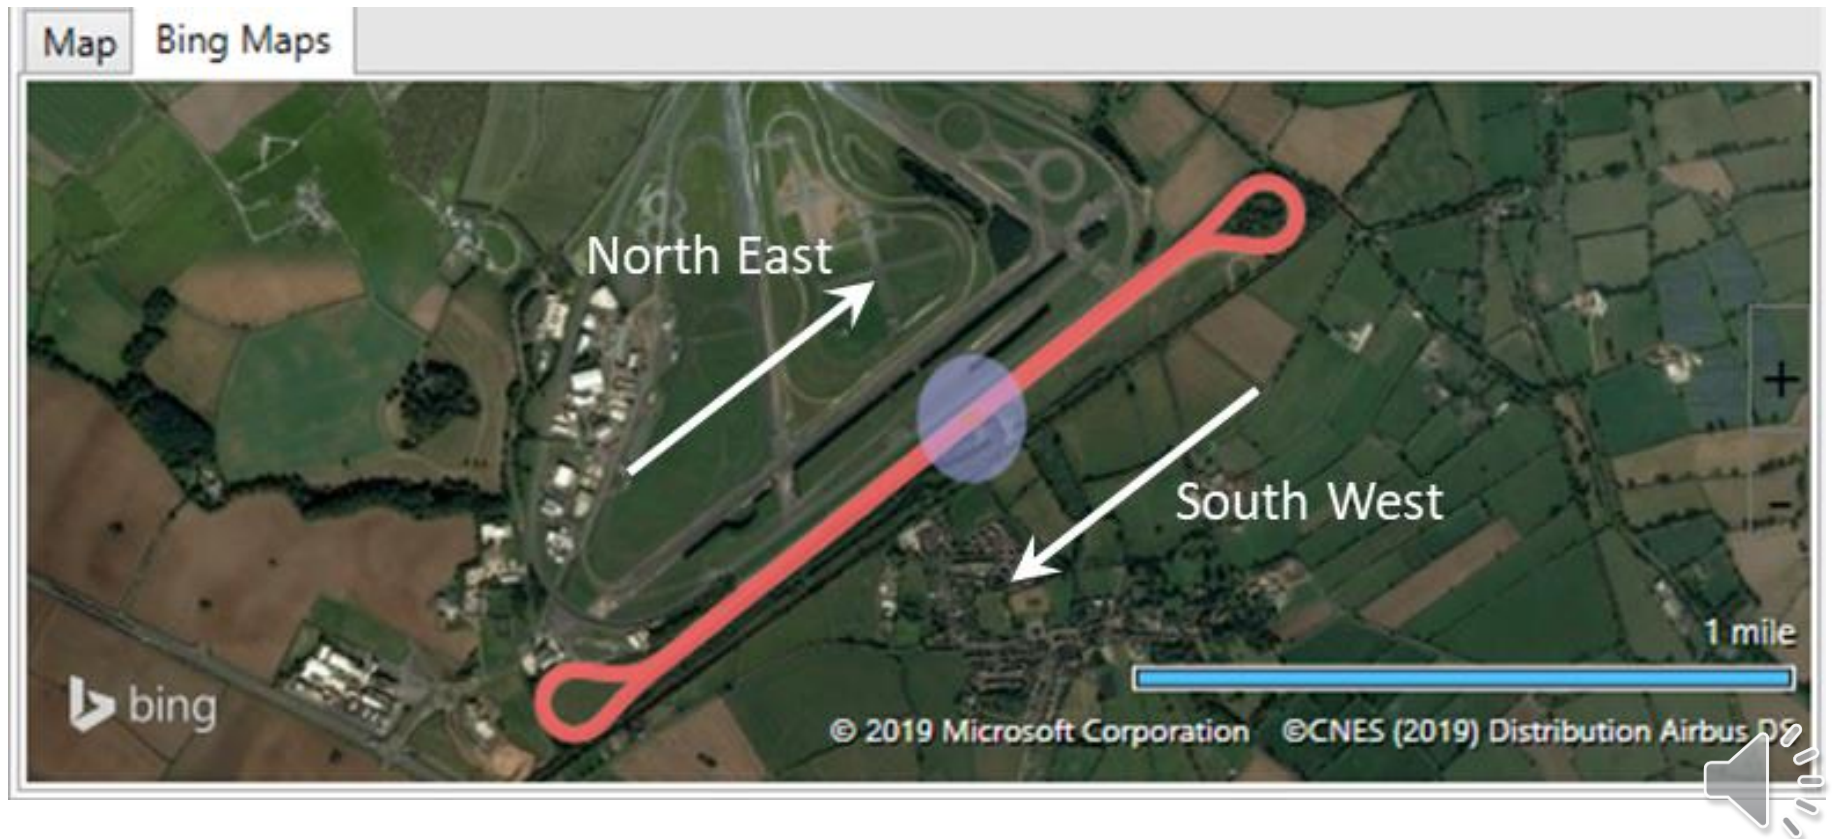 Map
Bing Maps
North East
South West
1 mile
bing
© 2019 Microsoft Corporation ©CNES (2019) Distribution Airbus DS
+
-